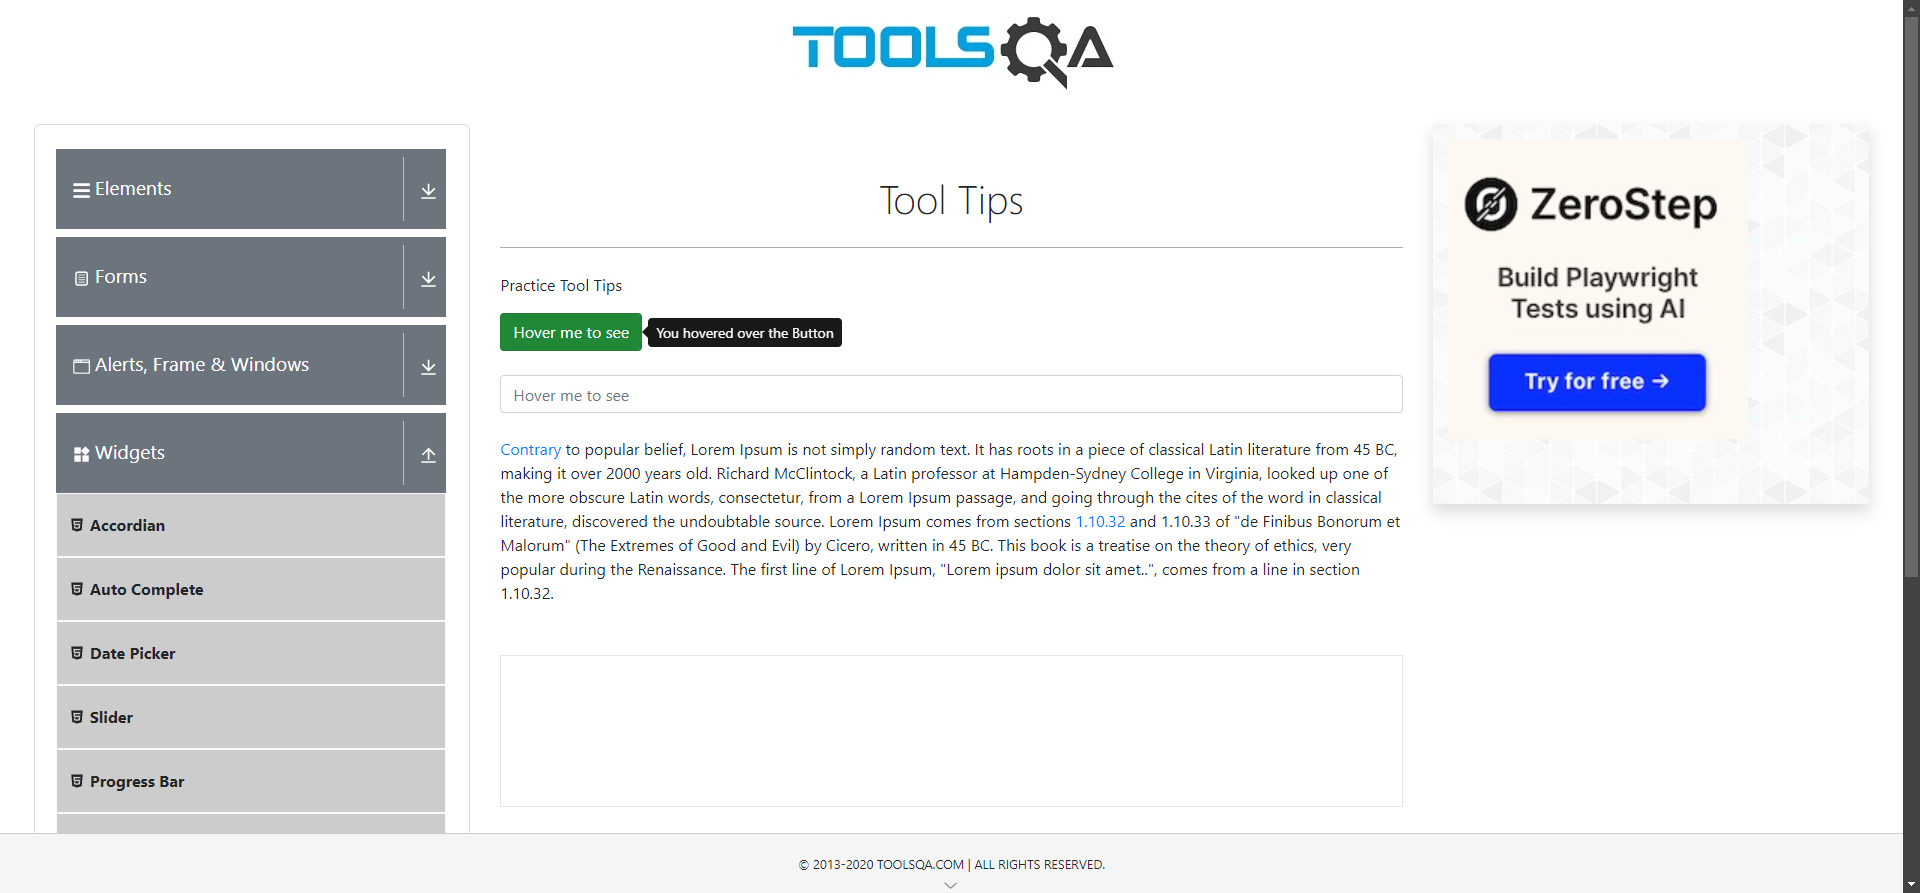 TOOLSQA
Elements
Forms
Alerts, Frame & Windows
Widgets
Accordian
Auto Complete
Date Picker
Slider
Progress Bar
Tool Tips
Practice Tool Tips
Hover me to see
You hovered over the Button
Hover me to see
Contrary to popular belief, Lorem Ipsum is not simply random text. It has roots in a piece of classical Latin literature from 45 BC,
making it over 2000 years old. Richard McClintock, a Latin professor at Hampden-Sydney College in Virginia, looked up one of
the more obscure Latin words, consectetur, from a Lorem Ipsum passage, and going through the cites of the word in classical
literature, discovered the undoubtable source. Lorem Ipsum comes from sections 1.10.32 and 1.10.33 of "de Finibus Bonorum et
Malorum" (The Extremes of Good and Evil) by Cicero, written in 45 BC. This book is a treatise on the theory of ethics, very
popular during the Renaissance. The first line of Lorem Ipsum, "Lorem ipsum dolor sit amet..", comes from a line in section
1.10.32.
ZeroStep
Build Playwright
Tests using AI
Try for free →
© 2013-2020 TOOLSQA.COM | ALL RIGHTS RESERVED.